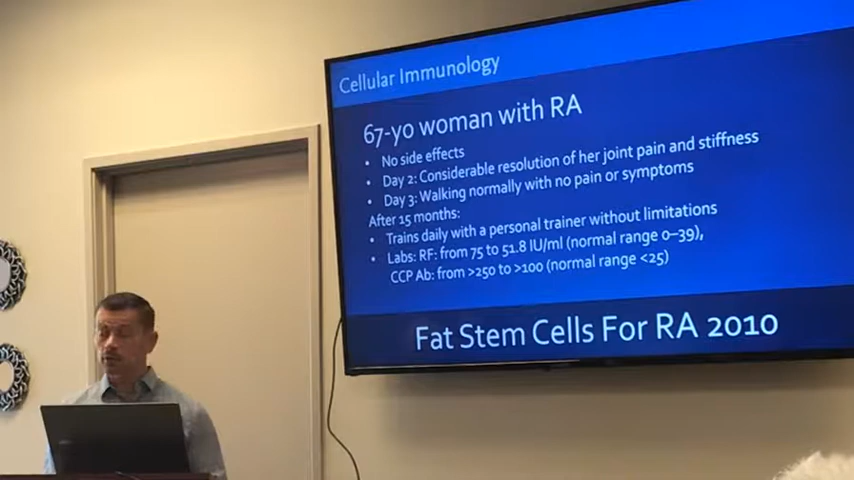 Cellular Immunology
67-yo woman with RA
• No side effects
• Day 2: Considerable resolution of her joint pain and stiffness
• Day 3: Walking normally with no pain or symptoms
After 15 months:
• Trains daily with a personal trainer without limitations
• Labs: RF: from 75 to 51.8 IU/ml (normal range 0–39),
CCP Ab: from >250 to >100 (normal range <25)
Fat Stem Cells For RA 2010